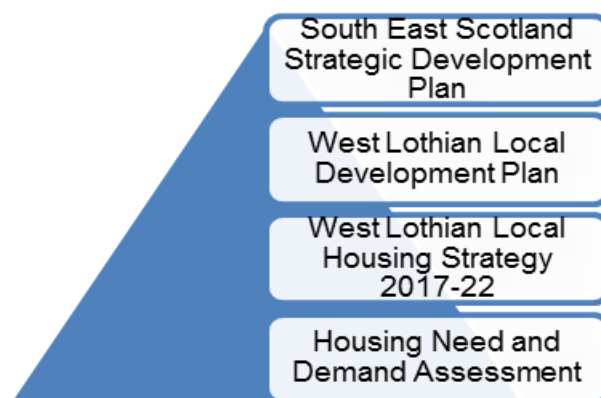 South East Scotland
Strategic Development
Plan
West Lothian Local
Development Plan
West Lothian Local
Housing Strategy
2017-22
Housing Need and
Demand Assessment